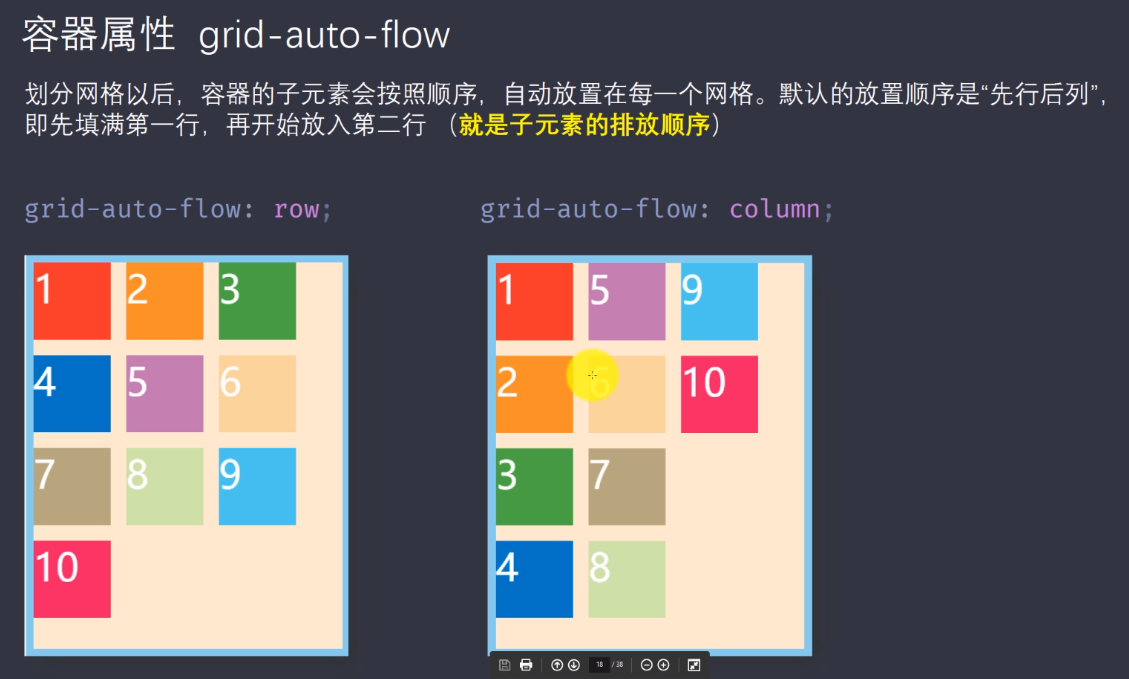 容器属性 grid-auto-flow
划分网格以后，容器的子元素会按照顺序，自动放置在每一个网格。默认的放置顺序是“先行后列”，
即先填满第一行，再开始放入第二行 （就是子元素的排放顺序）
grid-auto-flow: row;
grid-auto-flow: column;
1 2 3
4 5 6
7 8 9
10
1 5 9
2 6 10
3 7
4 8
18 / 38